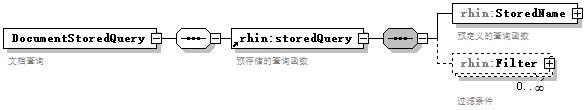 rhin:StoredName
预定义的查询函数
DocumentStoredQuery
文档查询
rhin:storedQuery
预存储的查询函数
rhin:Filter
0..∞
过滤条件